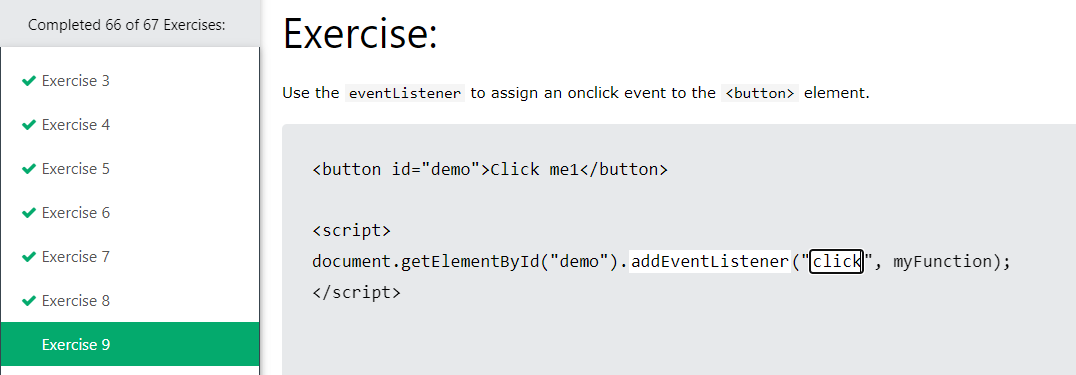 Completed 66 of 67 Exercises:
Exercise 3
Exercise 4
Exercise 5
Exercise 6
Exercise 7
Exercise 8
Exercise 9
Exercise:
Use the eventListener to assign an onclick event to the <button> element.
<button id="demo">Click me1</button>
<script>
document.getElementById("demo").addEventListener("click", myFunction);
</script>